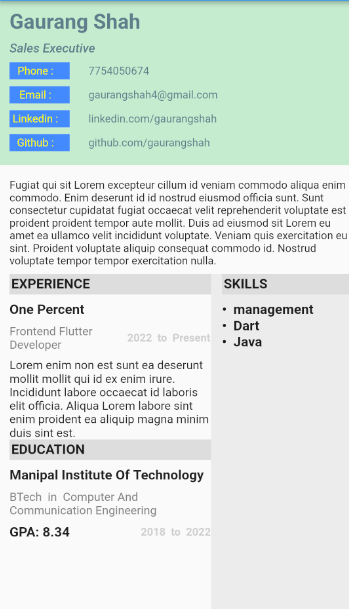 Gaurang Shah
Sales Executive
Phone : 7754050674
Email : gaurangshah4@gmail.com
Linkedin : linkedin.com/gaurangshah
Github : github.com/gaurangshah
Fugiat qui sit Lorem excepteur cillum id veniam commodo aliqua enim
commodo. Enim deserunt id id nostrud eiusmod officia sunt. Sunt
consectetur cupidatat fugiat occaecat velit reprehenderit voluptate est
proident proident tempor aute mollit. Duis ad eiusmod sit Lorem eu
amet ea ullamco velit incididunt voluptate. Veniam quis exercitation eu
sint. Proident voluptate aliquip consequat commodo id. Nostrud
voluptate tempor tempor exercitation nulla.
EXPERIENCE
One Percent
Frontend Flutter
Developer
2022 to Present
Lorem enim non est sunt ea deserunt
mollit mollit qui id ex enim irure.
Incididunt labore occaecat id laboris
elit officia. Aliqua Lorem labore sint
enim proident ea aliquip magna minim
duis sint est.
EDUCATION
Manipal Institute Of Technology
BTech in Computer And
Communication Engineering
GPA: 8.34 2018 to 2022
SKILLS
• management
• Dart
• Java